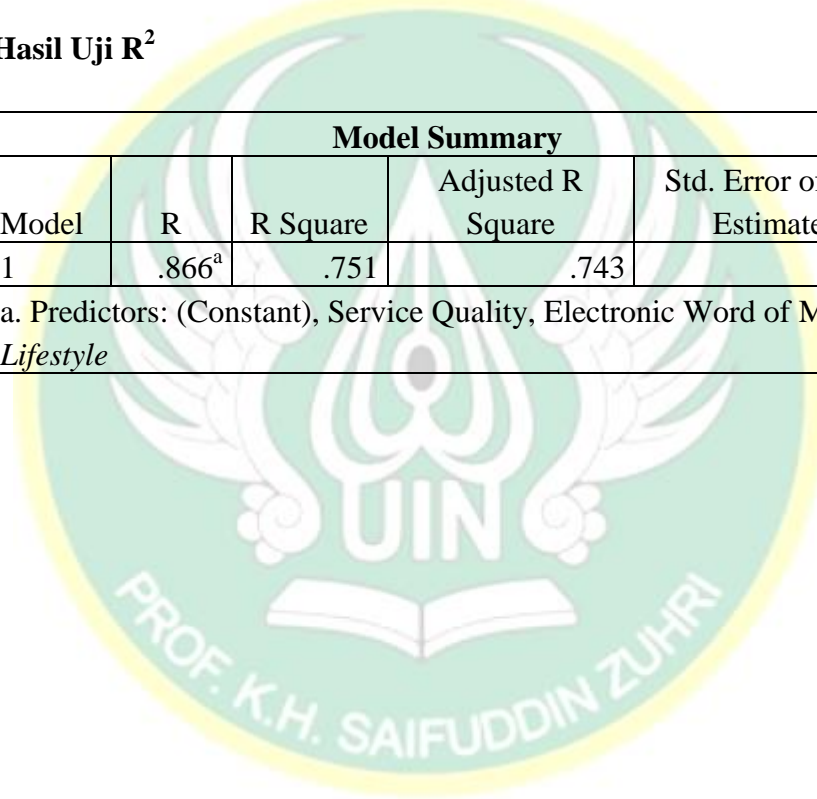 Hasil Uji R²
Model Summary
Adjusted R Std. Error of
Model R R Square Square Estimate
1 .866ᵃ .751 .743
a. Predictors: (Constant), Service Quality, Electronic Word of M
Lifestyle
UIN
PROF. K.H. SAIFUDDIN ZUHRI